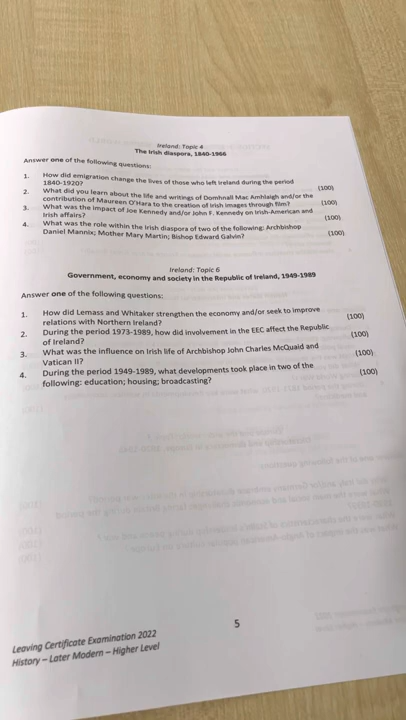 Ireland: Topic 4
The Irish diaspora, 1840-1966
Answer one of the following questions:
1. How did emigration change the lives of those who left Ireland during the period
1840-1920? (100)
2. What did you learn about the life and writings of Domhnall Mac Amhlaigh and/or the
contribution of Maureen O'Hara to the creation of Irish images through film? (100)
3. What was the impact of Joe Kennedy and/or John F. Kennedy on Irish-American and
Irish affairs? (100)
4. What was the role within the Irish diaspora of two of the following: Archbishop
Daniel Mannix; Mother Mary Martin; Bishop Edward Galvin? (100)
Ireland: Topic 6
Government, economy and society in the Republic of Ireland, 1949-1989
Answer one of the following questions:
1. How did Lemass and Whitaker strengthen the economy and/or seek to improve
relations with Northern Ireland? (100)
2. During the period 1973-1989, how did involvement in the EEC affect the Republic
of Ireland? (100)
3. What was the influence on Irish life of Archbishop John Charles McQuaid and
Vatican II? (100)
4. During the period 1949-1989, what developments took place in two of the
following: education; housing; broadcasting? (100)
5
Leaving Certificate Examination 2022
History – Later Modern – Higher Level